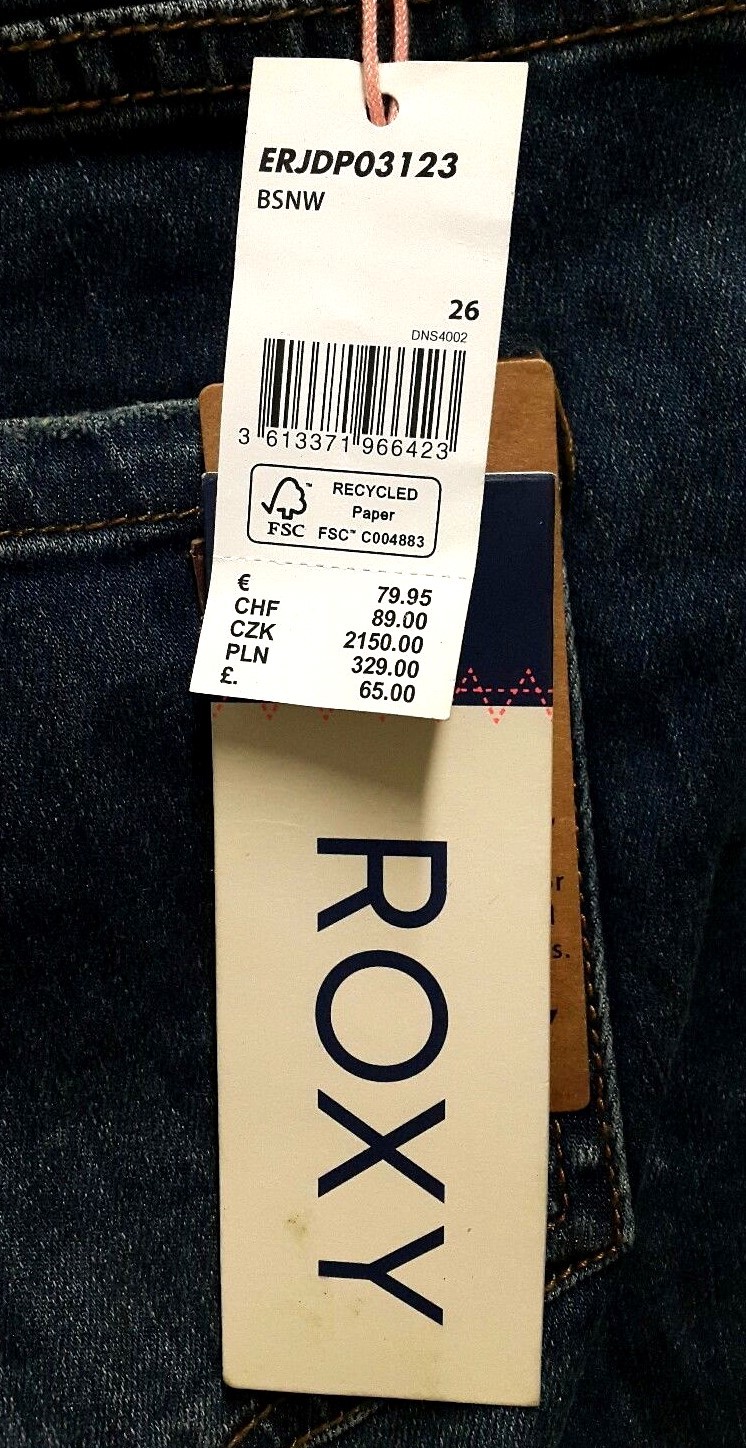 ERJDP03123
BSNW
26
DNS4002
3 613371 966423
RECYCLED
Paper
FSC™ C004883
™
FSC
€ 79.95
CHF 89.00
CZK 2150.00
PLN 329.00
£. 65.00
ROXY
s.